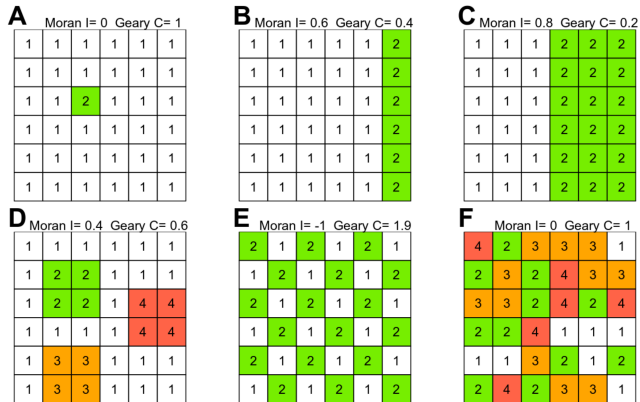 A Moran I= 0 Geary C= 1
1 1 1 1 1 1
1 1 1 1 1 1
1 1 2 1 1 1
1 1 1 1 1 1
1 1 1 1 1 1
1 1 1 1 1 1
B Moran I= 0.6 Geary C= 0.4
1 1 1 1 1 2
1 1 1 1 1 2
1 1 1 1 1 2
1 1 1 1 1 2
1 1 1 1 1 2
1 1 1 1 1 2
C Moran I= 0.8 Geary C= 0.2
1 1 1 2 2 2
1 1 1 2 2 2
1 1 1 2 2 2
1 1 1 2 2 2
1 1 1 2 2 2
1 1 1 2 2 2
D Moran I= 0.4 Geary C= 0.6
1 1 1 1 1 1
1 2 2 1 1 1
1 2 2 1 4 4
1 1 1 1 4 4
1 3 3 1 1 1
1 3 3 1 1 1
E Moran I= -1 Geary C= 1.9
2 1 2 1 2 1
1 2 1 2 1 2
2 1 2 1 2 1
1 2 1 2 1 2
2 1 2 1 2 1
1 2 1 2 1 2
F Moran I= 0 Geary C= 1
4 2 3 3 3 1
2 3 2 4 3 3
3 3 2 4 2 4
2 2 4 1 1 1
1 1 3 2 1 2
2 4 2 3 3 1